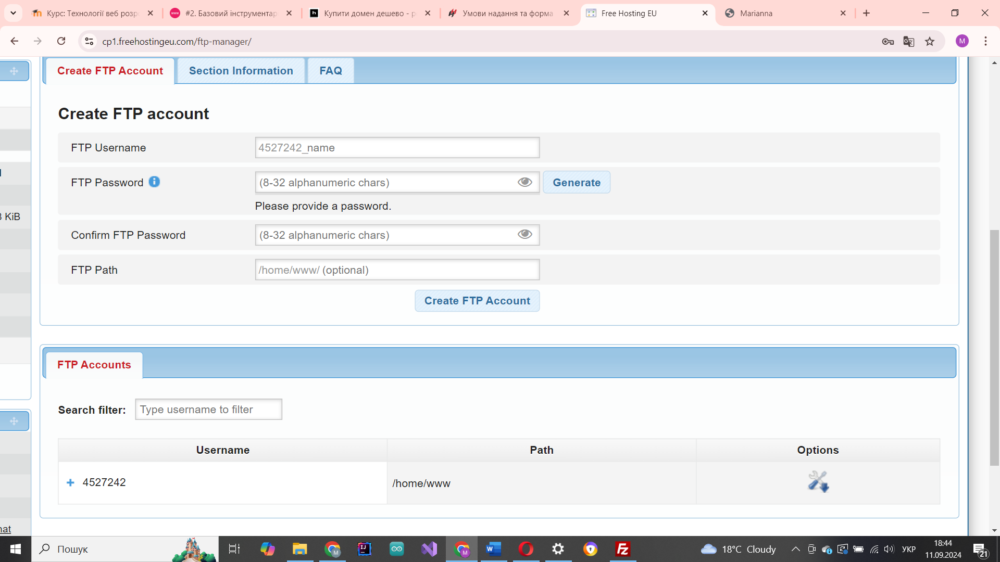 Курс: Технології веб розро
#2. Базовий інструментар
Купити домен дешево - р
Умови надання та форма
Free Hosting EU
Marianna
cp1.freehostingeu.com/ftp-manager/
M
Create FTP Account
Section Information
FAQ
Create FTP account
FTP Username
4527242_name
FTP Password
(8-32 alphanumeric chars)
Generate
Please provide a password.
Confirm FTP Password
(8-32 alphanumeric chars)
FTP Path
/home/www/ (optional)
Create FTP Account
KiB
FTP Accounts
Search filter:
Type username to filter
Username
Path
Options
4527242
/home/www
nat
Пошук
18°C Cloudy
УКР
18:44
11.09.2024
21